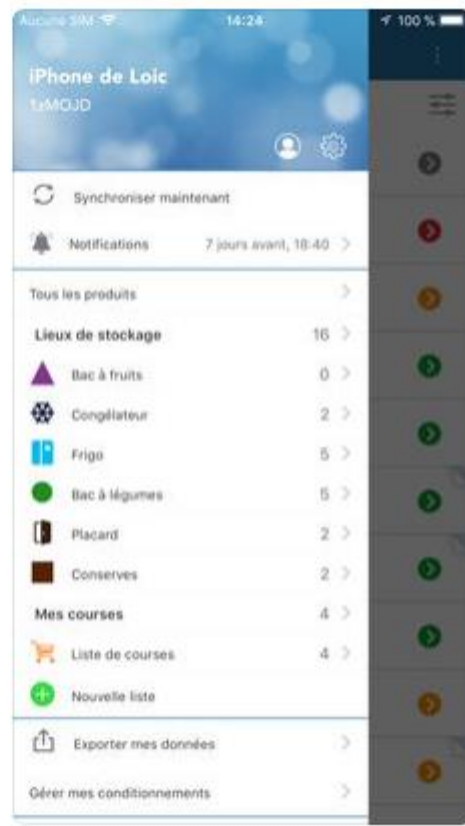 Aucune SIM 14:24 100 %
iPhone de Loic
Synchroniser maintenant
Notifications 7 jours avant, 18:40
Tous les produits
Lieux de stockage 16
Bac à fruits 0
Congélateur 2
Frigo 5
Bac à légumes 5
Placard 2
Conserves 2
Mes courses 4
Liste de courses 4
Nouvelle liste
Exporter mes données
Gérer mes conditionnements